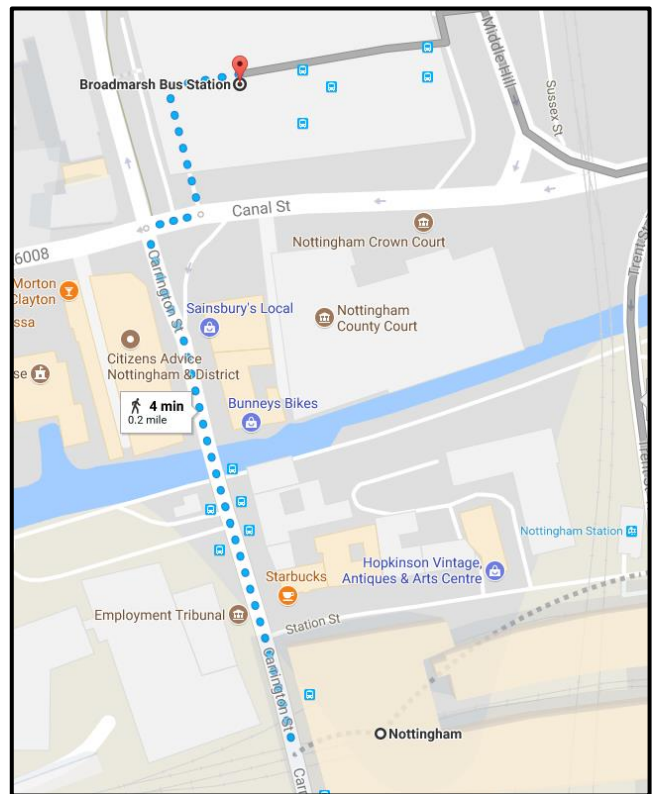 Middle Hill
Broadmarsh Bus Station
Sussex St
Canal St
Nottingham Crown Court
Trent St
6008
Carrington St
Morton
Clayton
Sainsbury's Local
Nottingham
County Court
ssa
Citizens Advice
Nottingham & District
se
4 min
0.2 mile
Bunneys Bikes
Nottingham Station
Hopkinson Vintage,
Antiques & Arts Centre
Starbucks
Employment Tribunal
Station St
Carrington St
Nottingham
Carr